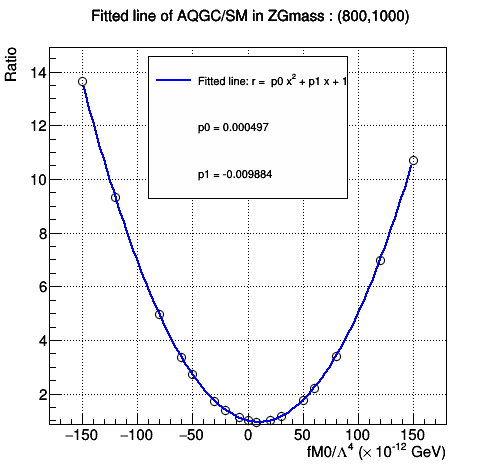 Fitted line of AQGC/SM in ZGmass : (800,1000)
Ratio
14
12
10
8
6
4
2
Fitted line: r = p0 x² + p1 x + 1
p0 = 0.000497
p1 = -0.009884
−150 −100 −50 0 50 100 150
fM0/Λ⁴ (× 10⁻¹² GeV)